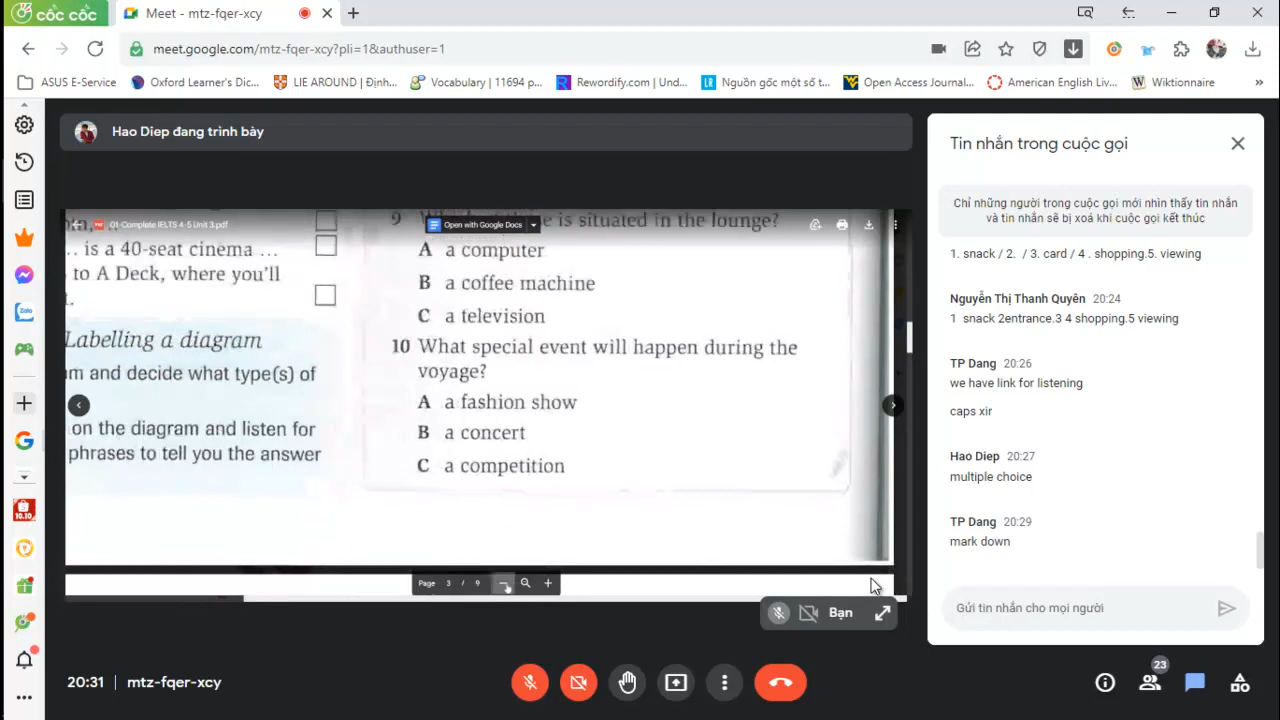 cốc cốc
Meet - mtz-fqer-xcy
meet.google.com/mtz-fqer-xcy?pli=1&authuser=1
ASUS E-Service
Oxford Learner's Dic...
LIE AROUND | Định...
Vocabulary | 11694 p...
Rewordify.com | Und...
Nguồn gốc một số t...
Open Access Journal...
American English Liv...
Wiktionnaire
»
Hao Diep đang trình bày
01-Complete IELTS 4-5 Unit 3.pdf
Open with Google Docs
.. is a 40-seat cinema ...
to A Deck, where you'll
t.
Labelling a diagram
m and decide what type(s) of
on the diagram and listen for
phrases to tell you the answer
9 is situated in the lounge?
A a computer
B a coffee machine
C a television
10 What special event will happen during the
voyage?
A a fashion show
B a concert
C a competition
Page 3 / 9
Bạn
Tin nhắn trong cuộc gọi
Chỉ những người trong cuộc gọi mới nhìn thấy tin nhắn
và tin nhắn sẽ bị xoá khi cuộc gọi kết thúc
1. snack / 2. / 3. card / 4 . shopping.5. viewing
Nguyễn Thị Thanh Quyên 20:24
1 snack 2entrance.3 4 shopping.5 viewing
TP Dang 20:26
we have link for listening
caps xir
Hao Diep 20:27
multiple choice
TP Dang 20:29
mark down
Gửi tin nhắn cho mọi người
Zalo
10.10
20:31 | mtz-fqer-xcy
23